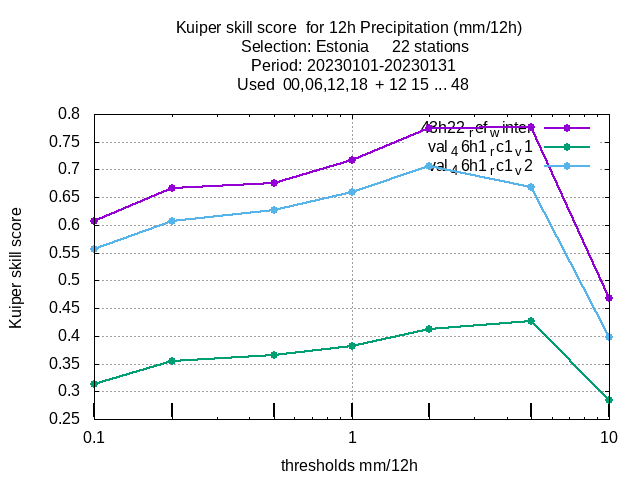 Kuiper skill score for 12h Precipitation (mm/12h)
Selection: Estonia 22 stations
Period: 20230101-20230131
Used 00,06,12,18 + 12 15 ... 48
43h22_ref_winter
val_46h1_rc1_v1
val_46h1_rc1_v2
0.8
0.75
0.7
0.65
0.6
0.55
0.5
0.45
0.4
0.35
0.3
0.25
Kuiper skill score
0.1 1 10
thresholds mm/12h